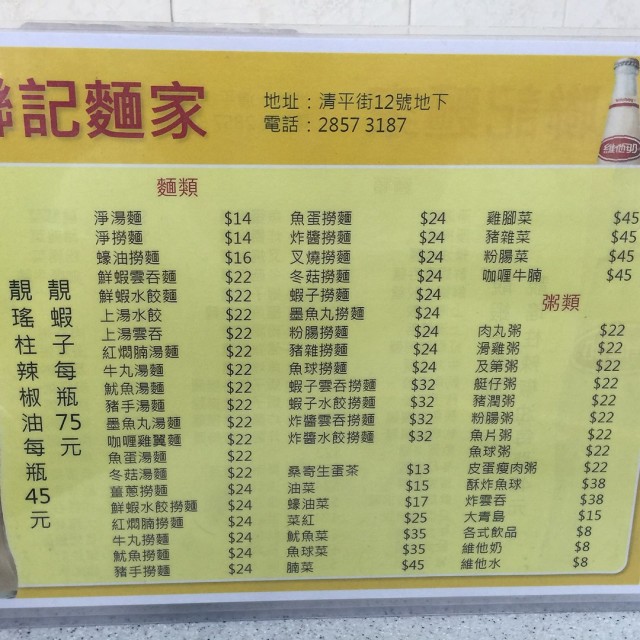 記麵家
地址：清平街12號地下
電話：2857 3187
維他奶
靚蝦子每瓶75元
靚瑤柱辣椒油每瓶45元
麵類
淨湯麵 $14
淨撈麵 $14
蠔油撈麵 $16
鮮蝦雲吞麵 $22
鮮蝦水餃麵 $22
上湯水餃 $22
上湯雲吞 $22
紅燜腩湯麵 $22
牛丸湯麵 $22
魷魚湯麵 $22
豬手湯麵 $22
墨魚丸湯麵 $22
咖喱雞翼麵 $22
魚蛋湯麵 $22
冬菇湯麵 $22
薑蔥撈麵 $24
鮮蝦水餃撈麵 $24
紅燜腩撈麵 $24
牛丸撈麵 $24
魷魚撈麵 $24
豬手撈麵 $24
魚蛋撈麵 $24
炸醬撈麵 $24
叉燒撈麵 $24
冬菇撈麵 $24
蝦子撈麵 $24
墨魚丸撈麵 $24
粉腸撈麵 $24
豬雜撈麵 $24
魚球撈麵 $24
蝦子雲吞撈麵 $32
蝦子水餃撈麵 $32
炸醬雲吞撈麵 $32
炸醬水餃撈麵 $32
桑寄生蛋茶 $13
油菜 $15
蠔油菜 $17
菜紅 $25
魷魚菜 $35
魚球菜 $35
腩菜 $45
雞腳菜 $45
豬雜菜 $45
粉腸菜 $45
咖喱牛腩 $45
粥類
肉丸粥 $22
滑雞粥 $22
及第粥 $22
艇仔粥 $22
豬潤粥 $22
粉腸粥 $22
魚片粥 $22
魚球粥 $22
皮蛋瘦肉粥 $22
酥炸魚球 $38
炸雲吞 $38
大青島 $15
各式飲品 $8
維他奶 $8
維他水 $8